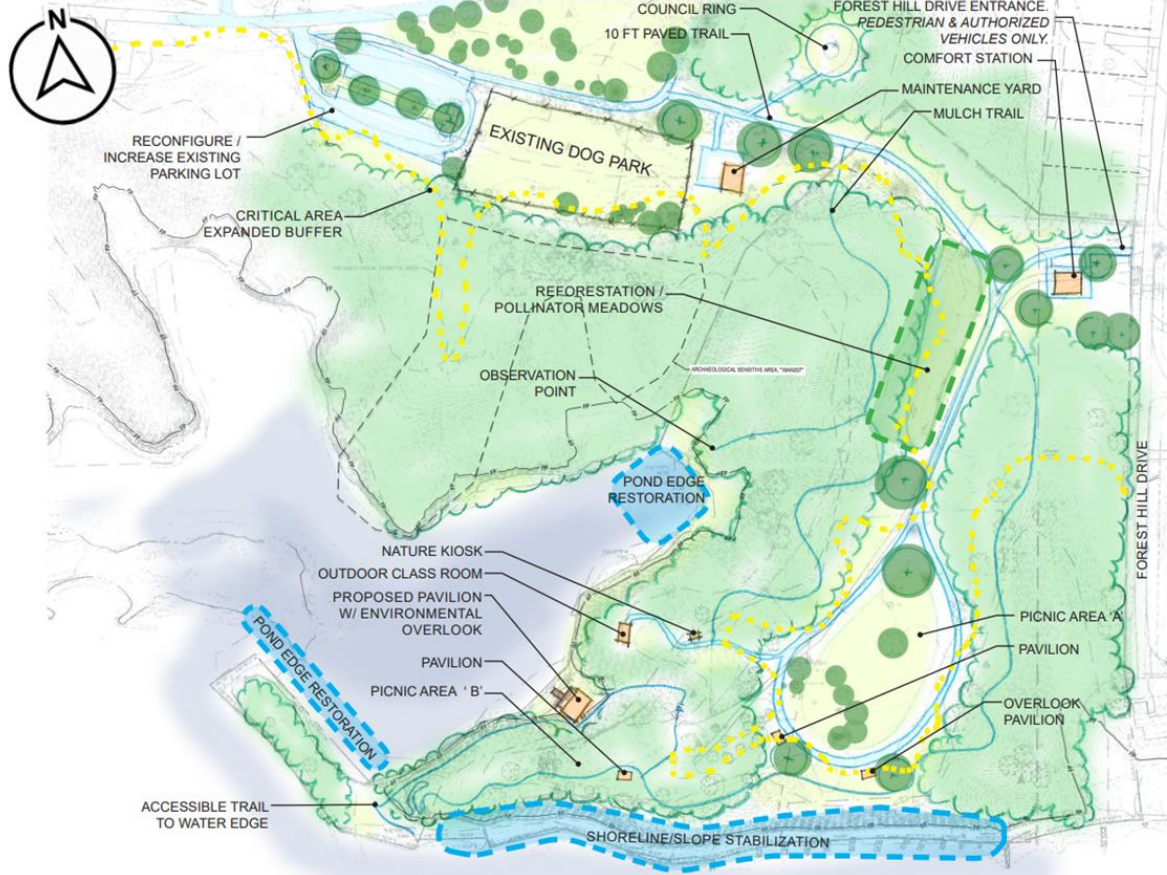 N
COUNCIL RING
10 FT PAVED TRAIL
FOREST HILL DRIVE ENTRANCE.
PEDESTRIAN & AUTHORIZED
VEHICLES ONLY.
COMFORT STATION
MAINTENANCE YARD
MULCH TRAIL
EXISTING DOG PARK
RECONFIGURE /
INCREASE EXISTING
PARKING LOT
CRITICAL AREA
EXPANDED BUFFER
REFORESTATION /
POLLINATOR MEADOWS
ARCHAEOLOGICAL SENSITIVE AREA,
OBSERVATION
POINT
POND EDGE
RESTORATION
FOREST HILL DRIVE
NATURE KIOSK
OUTDOOR CLASS ROOM
PROPOSED PAVILION
W/ ENVIRONMENTAL
OVERLOOK
PAVILION
PICNIC AREA ' B'
PICNIC AREA 'A'
PAVILION
OVERLOOK
PAVILION
POND EDGE RESTORATION
ACCESSIBLE TRAIL
TO WATER EDGE
SHORELINE/SLOPE STABILIZATION